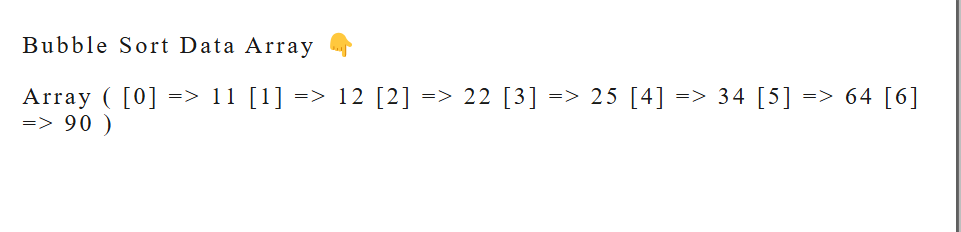 Bubble Sort Data Array 👇
Array ( [0] => 11 [1] => 12 [2] => 22 [3] => 25 [4] => 34 [5] => 64 [6]
=> 90 )